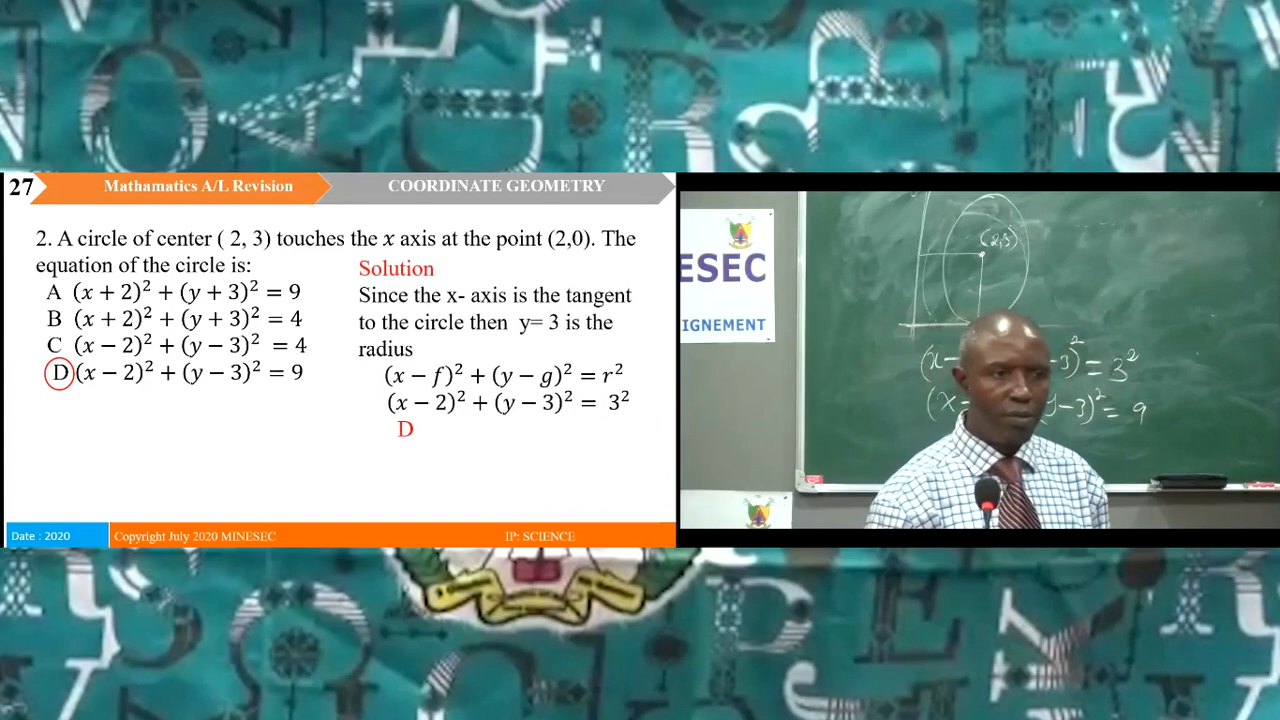 27
Mathamatics A/L Revision
COORDINATE GEOMETRY
2. A circle of center ( 2, 3) touches the x axis at the point (2,0). The
equation of the circle is:
A (x + 2)² + (y + 3)² = 9
B (x + 2)² + (y + 3)² = 4
C (x − 2)² + (y − 3)² = 4
D (x − 2)² + (y − 3)² = 9
Solution
Since the x- axis is the tangent
to the circle then y= 3 is the
radius
(x − f)² + (y − g)² = r²
(x − 2)² + (y − 3)² = 3²
D
Date : 2020
Copyright July 2020 MINESEC
IP: SCIENCE
ESEC
IGNEMENT
(2,3)
(x− −3)² = 3²
(x− y−3)² = 9